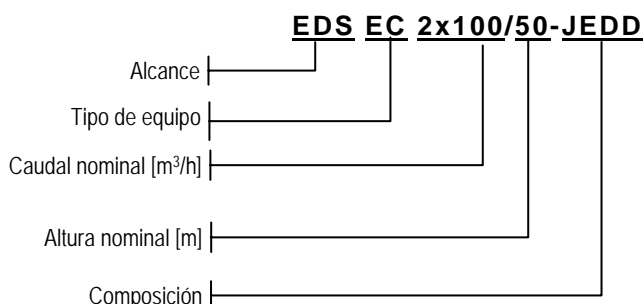 EDS EC 2x100/50-JEDD
Alcance
Tipo de equipo
Caudal nominal [m³/h]
Altura nominal [m]
Composición